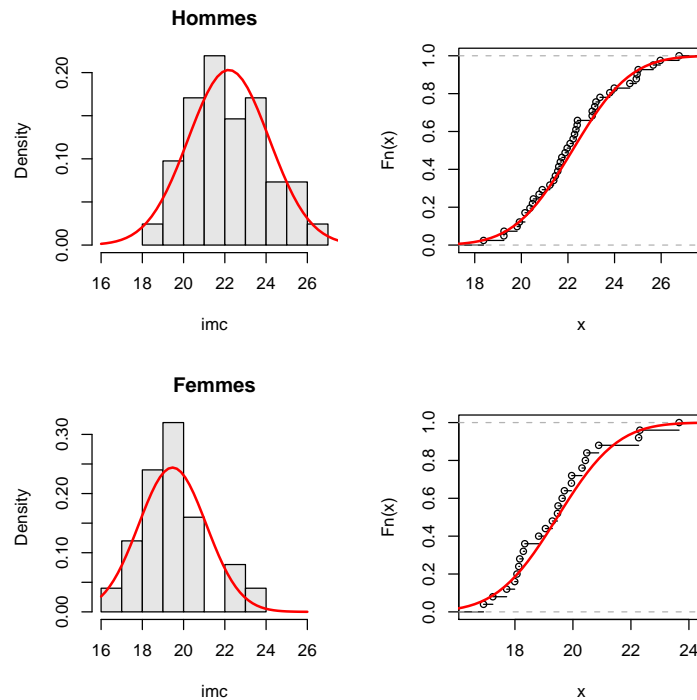 Hommes
Density
0.00 0.10 0.20
16 18 20 22 24 26
imc
Fn(x)
0.0 0.2 0.4 0.6 0.8 1.0
18 20 22 24 26
x
Femmes
Density
0.00 0.10 0.20 0.30
16 18 20 22 24 26
imc
Fn(x)
0.0 0.2 0.4 0.6 0.8 1.0
18 20 22 24
x